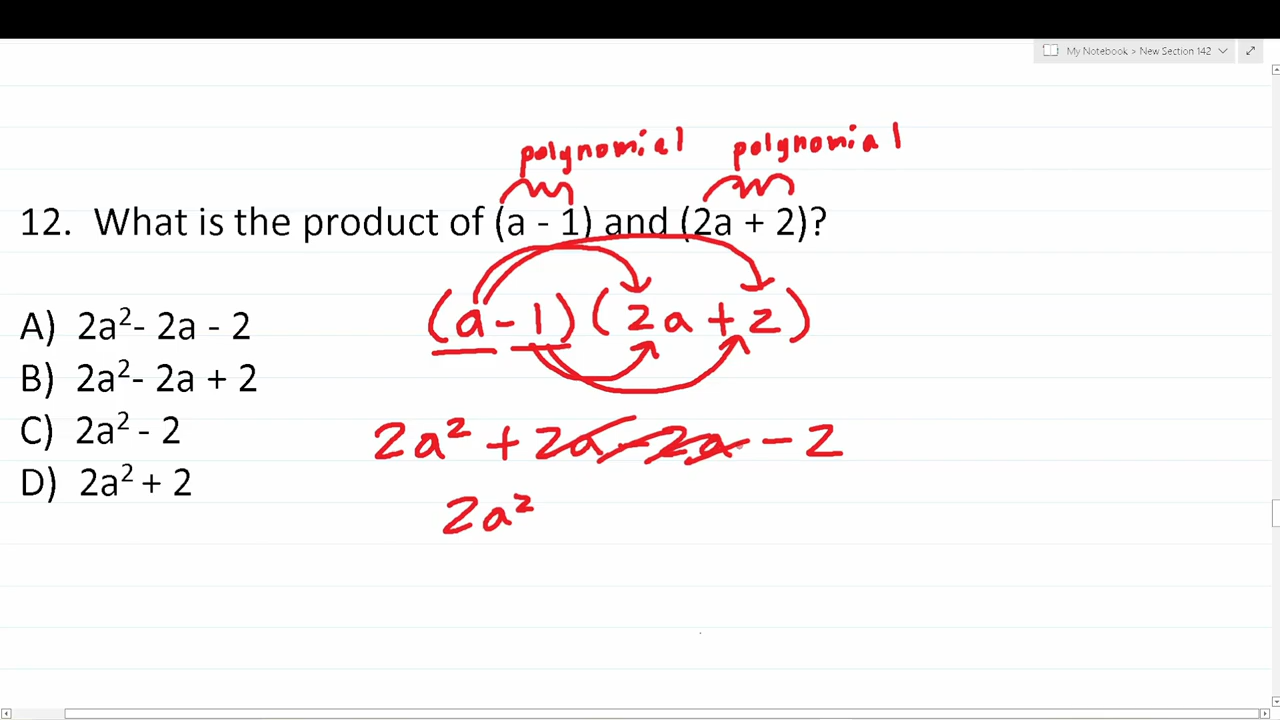 My Notebook > New Section 142
polynomial polynomial
12. What is the product of (a - 1) and (2a + 2)?
(a - 1)(2a + 2)
A) 2a² - 2a - 2
B) 2a² - 2a + 2
C) 2a² - 2
2a² + 2a - 2a - 2
D) 2a² + 2
2a²